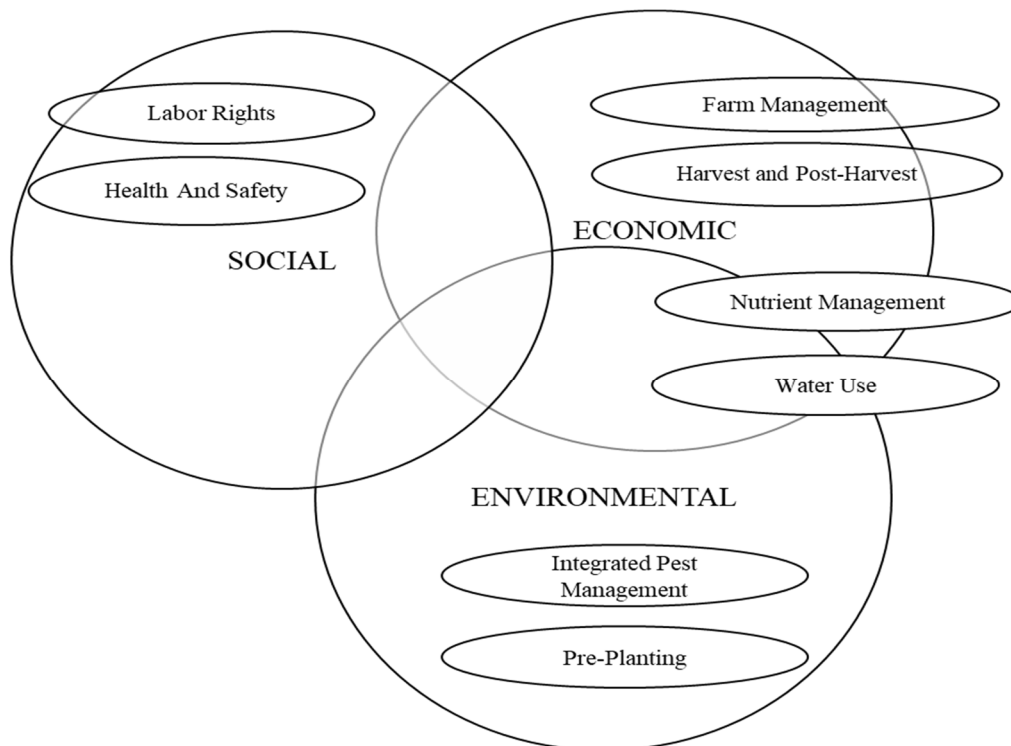 Labor Rights
Health And Safety
SOCIAL
Farm Management
Harvest and Post-Harvest
ECONOMIC
Nutrient Management
Water Use
ENVIRONMENTAL
Integrated Pest
Management
Pre-Planting